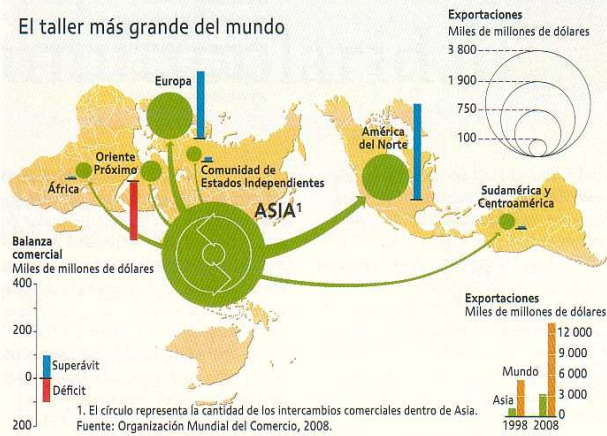 El taller más grande del mundo
Exportaciones
Miles de millones de dólares
3 800
1 900
750
100
Europa
América
del Norte
Oriente
Próximo
Comunidad de
Estados Independientes
África
ASIA¹
Sudamérica y
Centroamérica
Balanza
comercial
Miles de millones de dólares
400
200
0
200
Superávit
Déficit
Exportaciones
Miles de millones de dólares
12 000
9 000
6 000
3 000
0
Mundo
Asia
1998 2008
1. El círculo representa la cantidad de los intercambios comerciales dentro de Asia.
Fuente: Organización Mundial del Comercio, 2008.